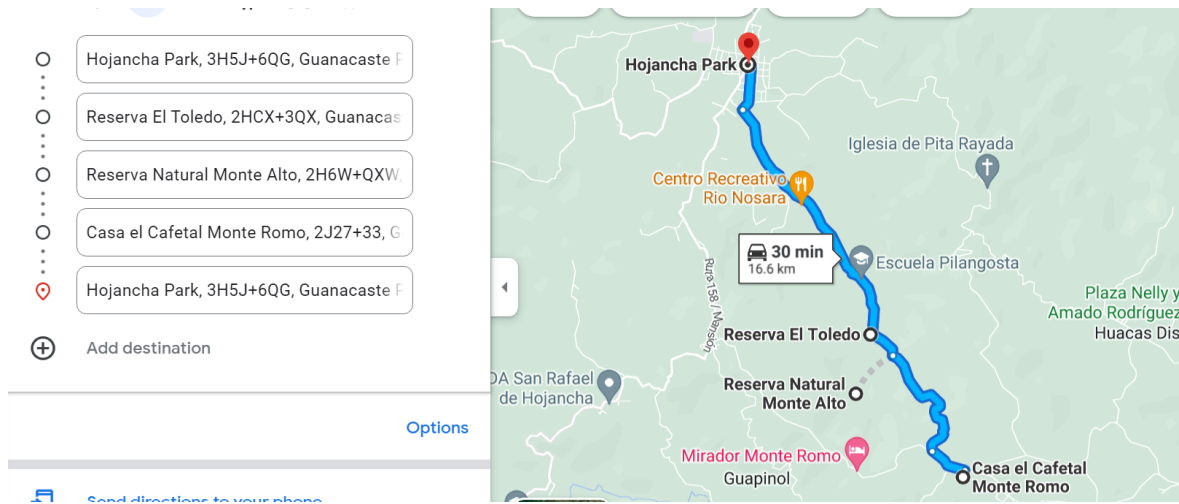 Hojancha Park, 3H5J+6QG, Guanacaste P
Reserva El Toledo, 2HCX+3QX, Guanacas
Reserva Natural Monte Alto, 2H6W+QXW,
Casa el Cafetal Monte Romo, 2J27+33, G
Hojancha Park, 3H5J+6QG, Guanacaste P
Add destination
Options
Send directions to your phone
Hojancha Park
Iglesia de Pita Rayada
Centro Recreativo
Rio Nosara
30 min
16.6 km
Escuela Pilangosta
Ruta 158 / Mansión
Plaza Nelly y
Amado Rodríguez
Huacas Dis
Reserva El Toledo
Reserva Natural
Monte Alto
DA San Rafael
de Hojancha
Mirador Monte Romo
Guapinol
Casa el Cafetal
Monte Romo